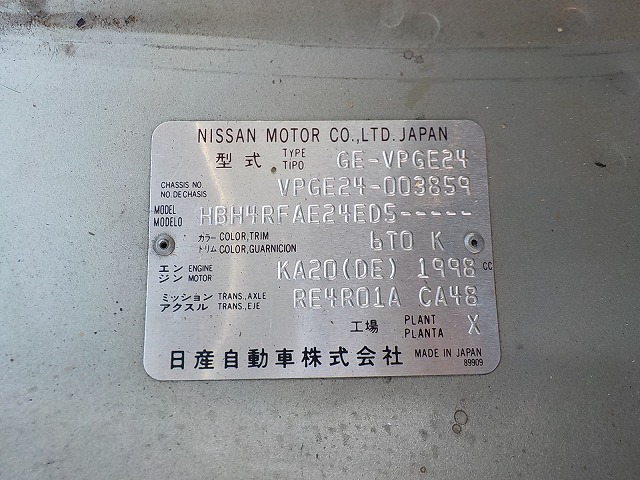 NISSAN MOTOR CO.,LTD. JAPAN
型式 TYPE TIPO GE-VPGE24
CHASSIS NO. NO. DE CHASIS VPGE24-003859
MODEL MODELO HBH4RFAE24EDS-----
カラー COLOR,TRIM トリム COLOR,GUARNICION 6T0 K
エンジン ENGINE MOTOR KA20(DE) 1998 CC
ミッション TRANS.,AXLE アクスル TRANS.,EJE RE4R01A CA48
工場 PLANT PLANTA X
日産自動車株式会社 MADE IN JAPAN
89909